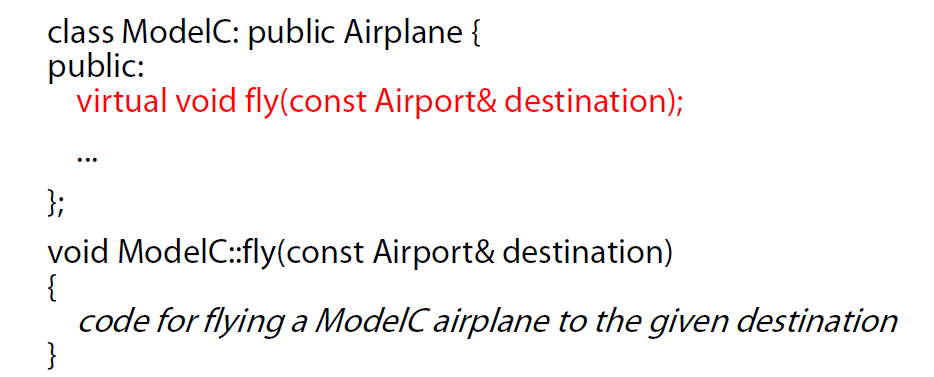 class ModelC: public Airplane {
public:
virtual void fly(const Airport& destination);
...
};
void ModelC::fly(const Airport& destination)
{
code for flying a ModelC airplane to the given destination
}